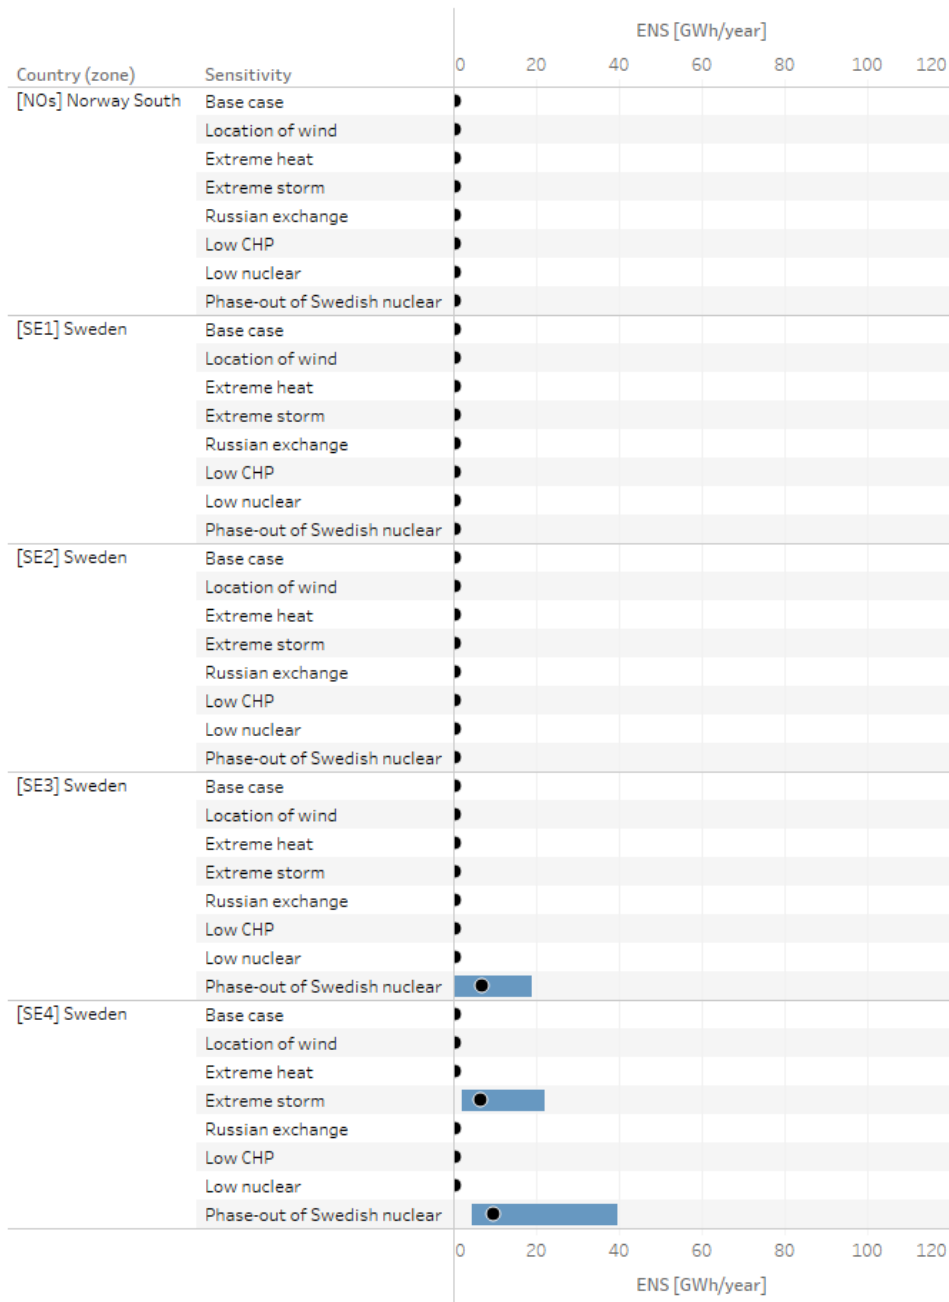 ENS [GWh/year]
0 20 40 60 80 100 120
Country (zone) Sensitivity
[NOs] Norway South Base case
Location of wind
Extreme heat
Extreme storm
Russian exchange
Low CHP
Low nuclear
Phase-out of Swedish nuclear
[SE1] Sweden Base case
Location of wind
Extreme heat
Extreme storm
Russian exchange
Low CHP
Low nuclear
Phase-out of Swedish nuclear
[SE2] Sweden Base case
Location of wind
Extreme heat
Extreme storm
Russian exchange
Low CHP
Low nuclear
Phase-out of Swedish nuclear
[SE3] Sweden Base case
Location of wind
Extreme heat
Extreme storm
Russian exchange
Low CHP
Low nuclear
Phase-out of Swedish nuclear
[SE4] Sweden Base case
Location of wind
Extreme heat
Extreme storm
Russian exchange
Low CHP
Low nuclear
Phase-out of Swedish nuclear
0 20 40 60 80 100 120
ENS [GWh/year]